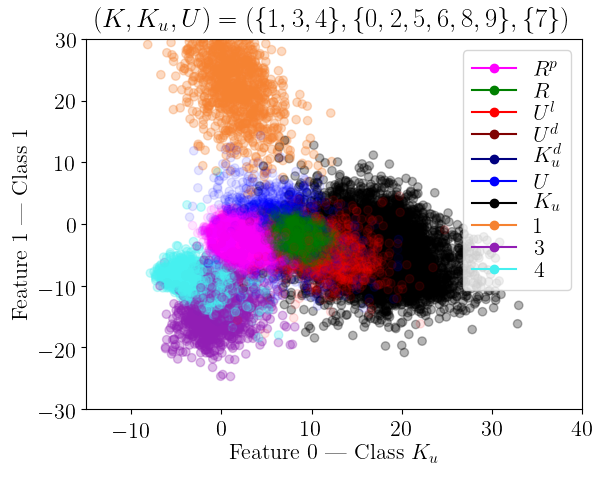 (K, K_u, U) = ({1, 3, 4}, {0, 2, 5, 6, 8, 9}, {7})
30
20
10
0
−10
−20
−30
Feature 1 — Class 1
R^p
R
U^l
U^d
K_u^d
U
K_u
1
3
4
−10 0 10 20 30 40
Feature 0 — Class K_u